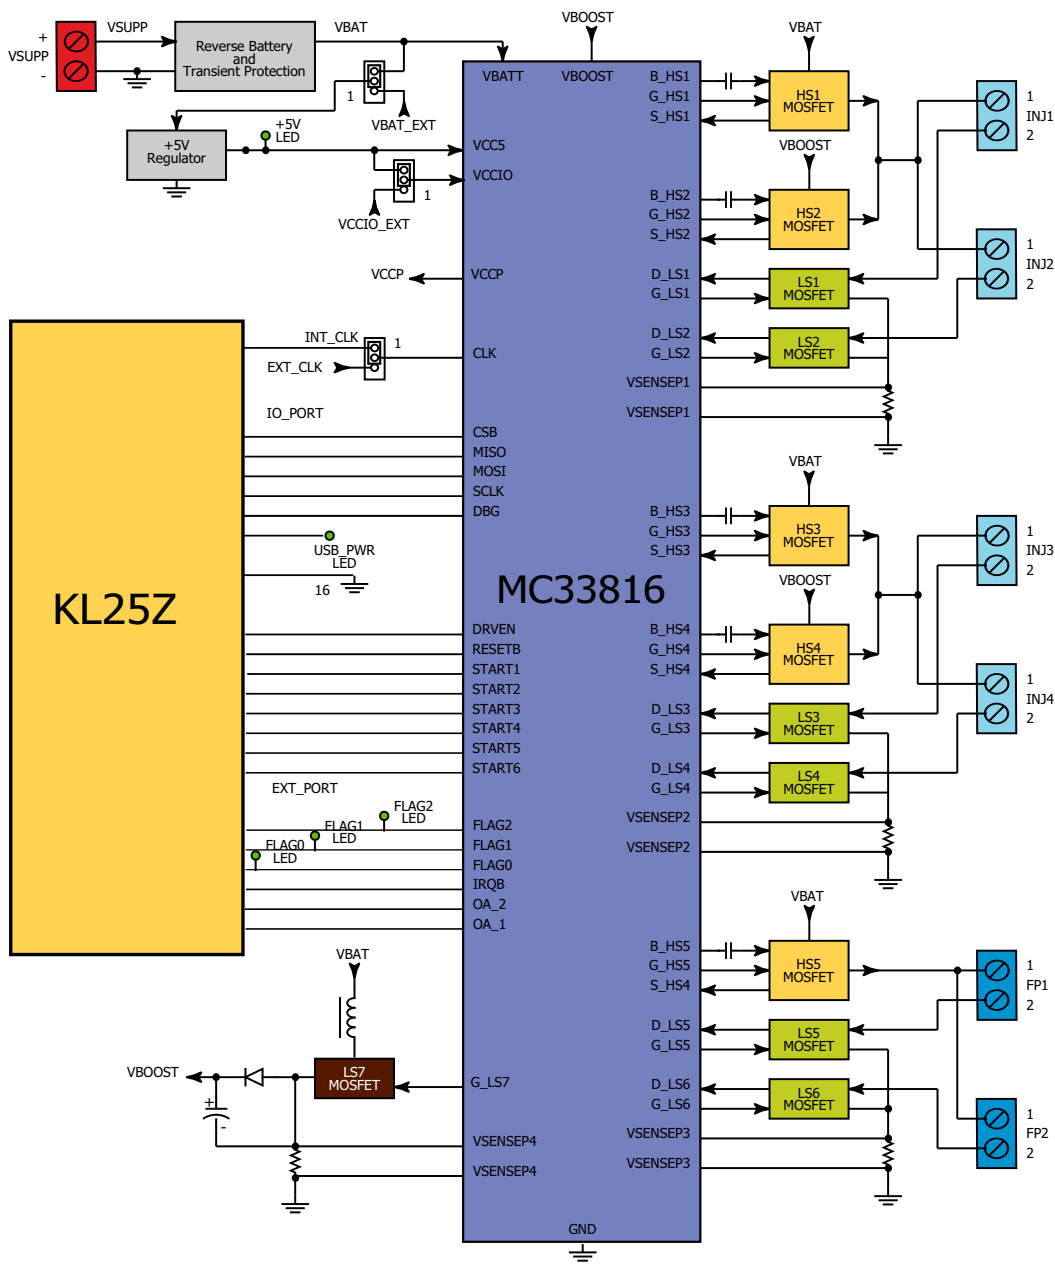 +
VSUPP
-
VSUPP
Reverse Battery
and
Transient Protection
VBAT
1
VBAT_EXT
+5V
Regulator
+5V
LED
1
VCCIO_EXT
VCCP
INT_CLK
1
EXT_CLK
IO_PORT
USB_PWR
LED
16
KL25Z
EXT_PORT
FLAG2
LED
FLAG1
LED
FLAG0
LED
VBAT
VBOOST
LS7
MOSFET
+
-
VBOOST
VBATT
VBOOST
VCC5
VCCIO
VCCP
CLK
CSB
MISO
MOSI
SCLK
DBG
MC33816
DRVEN
RESETB
START1
START2
START3
START4
START5
START6
FLAG2
FLAG1
FLAG0
IRQB
OA_2
OA_1
G_LS7
VSENSEP4
VSENSEP4
GND
B_HS1
G_HS1
S_HS1
B_HS2
G_HS2
S_HS2
D_LS1
G_LS1
D_LS2
G_LS2
VSENSEP1
VSENSEP1
B_HS3
G_HS3
S_HS3
B_HS4
G_HS4
S_HS4
D_LS3
G_LS3
D_LS4
G_LS4
VSENSEP2
VSENSEP2
B_HS5
G_HS5
S_HS4
D_LS5
G_LS5
D_LS6
G_LS6
VSENSEP3
VSENSEP3
VBAT
HS1
MOSFET
VBOOST
HS2
MOSFET
LS1
MOSFET
LS2
MOSFET
VBAT
HS3
MOSFET
VBOOST
HS4
MOSFET
LS3
MOSFET
LS4
MOSFET
VBAT
HS5
MOSFET
LS5
MOSFET
LS6
MOSFET
1
INJ1
2
1
INJ2
2
1
INJ3
2
1
INJ4
2
1
FP1
2
1
FP2
2